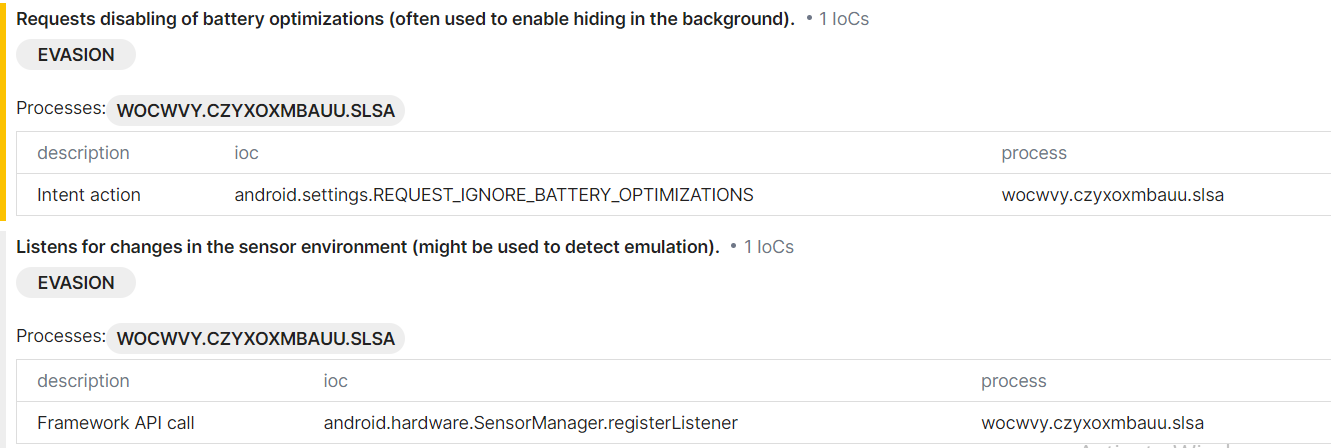 Requests disabling of battery optimizations (often used to enable hiding in the background). • 1 IoCs
EVASION
Processes: WOCWVY.CZYXOXMBAUU.SLSA
description ioc process
Intent action android.settings.REQUEST_IGNORE_BATTERY_OPTIMIZATIONS wocwvy.czyxoxmbauu.slsa
Listens for changes in the sensor environment (might be used to detect emulation). • 1 IoCs
EVASION
Processes: WOCWVY.CZYXOXMBAUU.SLSA
description ioc process
Framework API call android.hardware.SensorManager.registerListener wocwvy.czyxoxmbauu.slsa